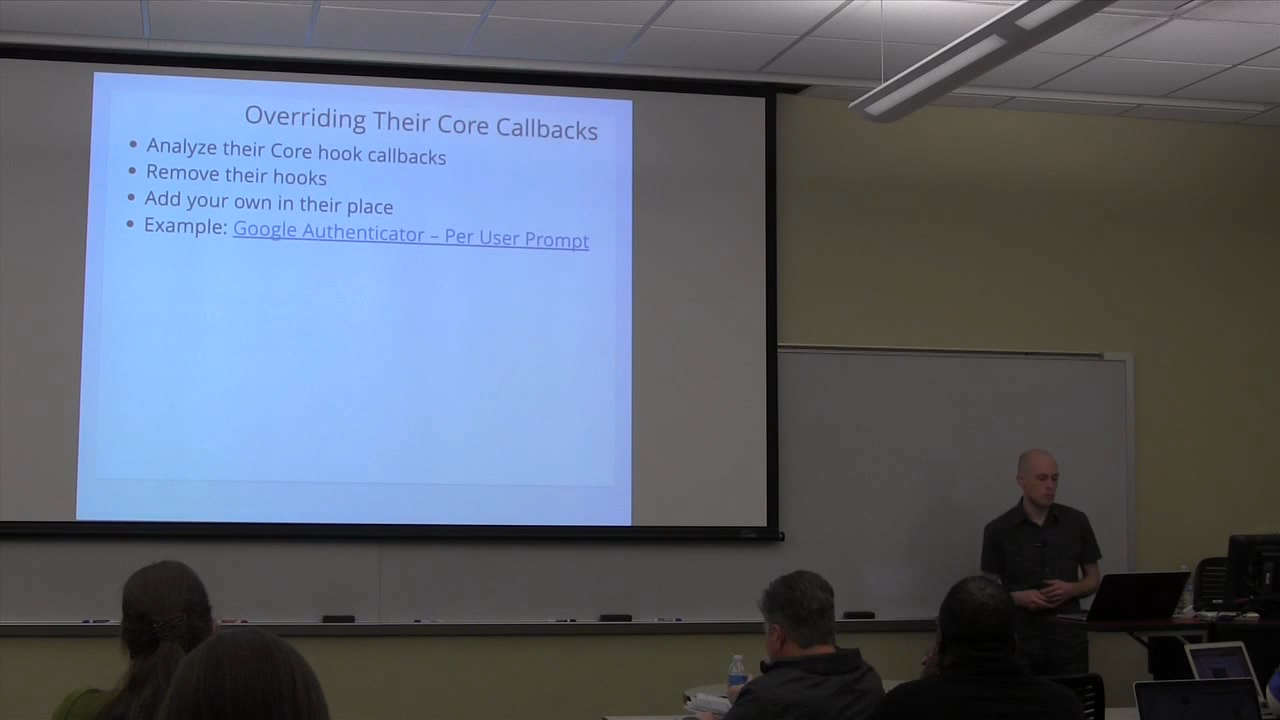 Overriding Their Core Callbacks
• Analyze their Core hook callbacks
• Remove their hooks
• Add your own in their place
• Example: Google Authenticator – Per User Prompt